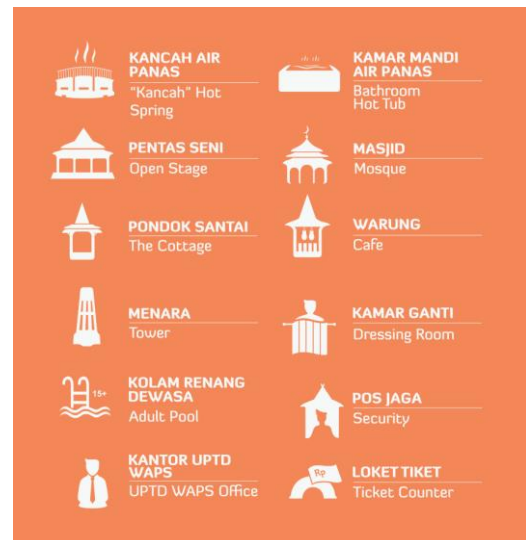 KANCAH AIR
PANAS
"Kancah" Hot
Spring
PENTAS SENI
Open Stage
PONDOK SANTAI
The Cottage
MENARA
Tower
15+
KOLAM RENANG
DEWASA
Adult Pool
KANTOR UPTD
WAPS
UPTD WAPS Office
KAMAR MANDI
AIR PANAS
Bathroom
Hot Tub
MASJID
Mosque
WARUNG
Cafe
KAMAR GANTI
Dressing Room
POS JAGA
Security
Rp
LOKET TIKET
Ticket Counter